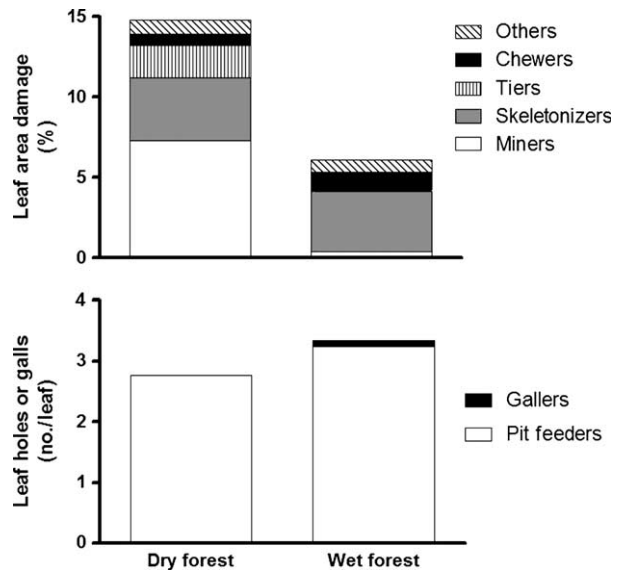 Leaf area damage
(%)
15
10
5
0
Others
Chewers
Tiers
Skeletonizers
Miners
Leaf holes or galls
(no./leaf)
4
3
2
1
0
Gallers
Pit feeders
Dry forest
Wet forest